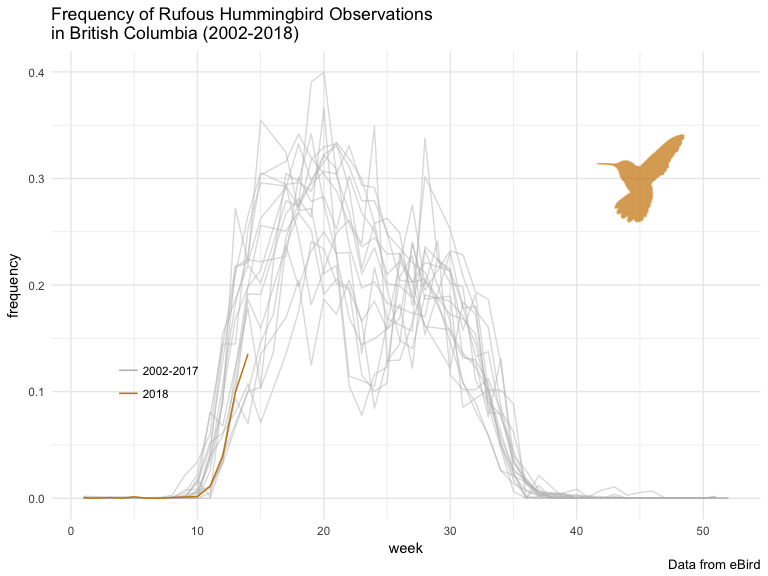 Frequency of Rufous Hummingbird Observations
in British Columbia (2002-2018)
0.4
0.3
0.2
0.1
0.0
frequency
2002-2017
2018
0
10
20
30
40
50
week
Data from eBird